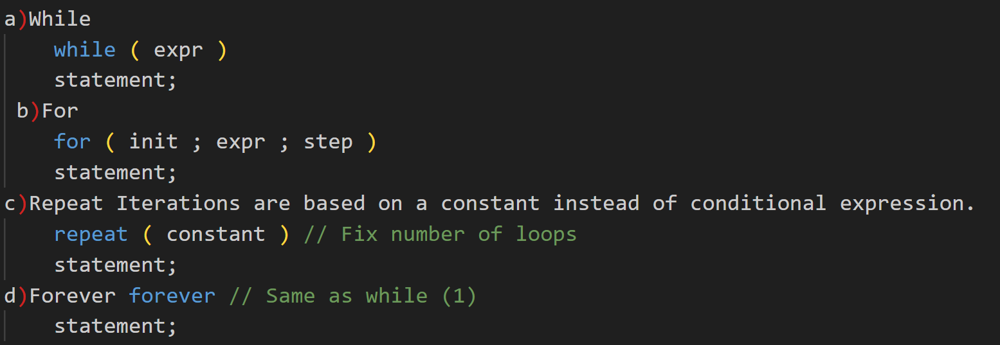 a)While
while ( expr )
statement;
b)For
for ( init ; expr ; step )
statement;
c)Repeat Iterations are based on a constant instead of conditional expression.
repeat ( constant ) // Fix number of loops
statement;
d)Forever forever // Same as while (1)
statement;